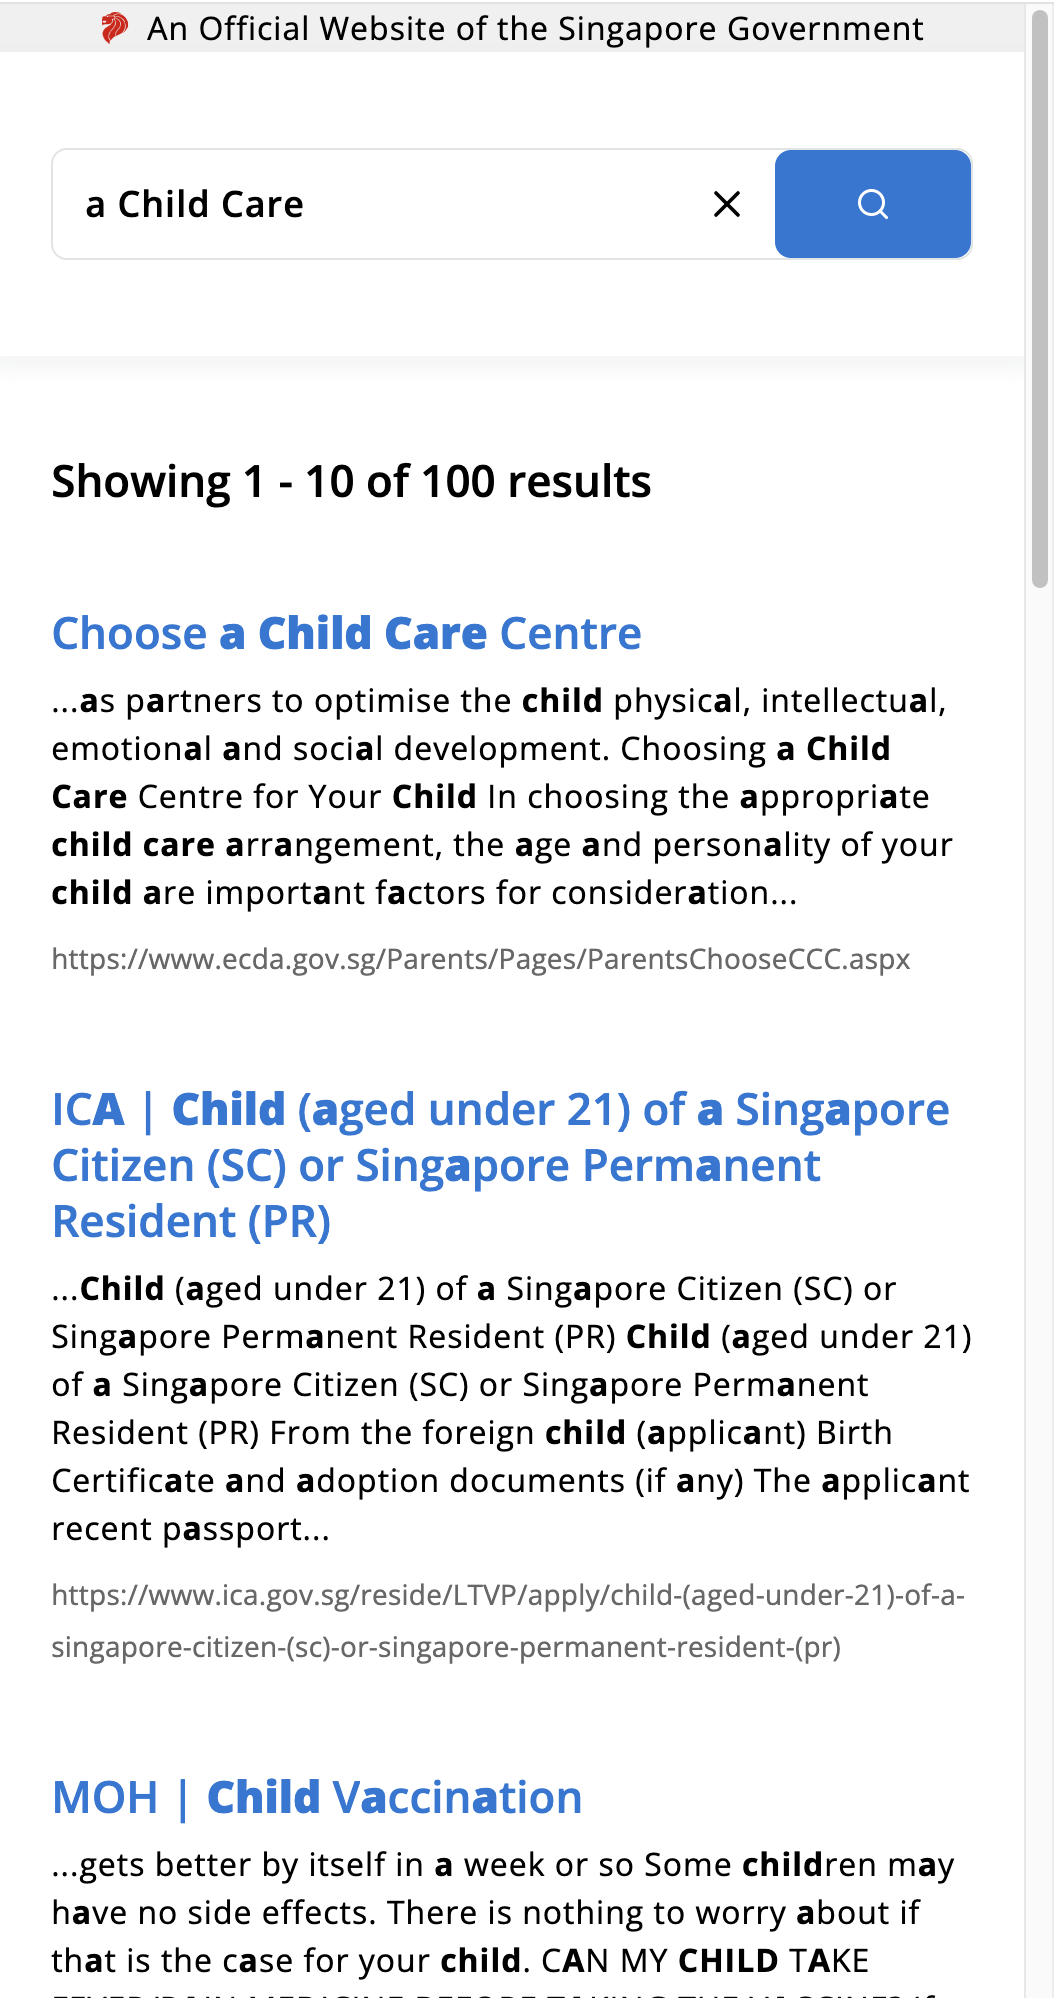 An Official Website of the Singapore Government
a Child Care
Showing 1 - 10 of 100 results
Choose a Child Care Centre
...as partners to optimise the child physical, intellectual,
emotional and social development. Choosing a Child
Care Centre for Your Child In choosing the appropriate
child care arrangement, the age and personality of your
child are important factors for consideration...
https://www.ecda.gov.sg/Parents/Pages/ParentsChooseCCC.aspx
ICA | Child (aged under 21) of a Singapore
Citizen (SC) or Singapore Permanent
Resident (PR)
...Child (aged under 21) of a Singapore Citizen (SC) or
Singapore Permanent Resident (PR) Child (aged under 21)
of a Singapore Citizen (SC) or Singapore Permanent
Resident (PR) From the foreign child (applicant) Birth
Certificate and adoption documents (if any) The applicant
recent passport...
https://www.ica.gov.sg/reside/LTVP/apply/child-(aged-under-21)-of-a-
singapore-citizen-(sc)-or-singapore-permanent-resident-(pr)
MOH | Child Vaccination
...gets better by itself in a week or so Some children may
have no side effects. There is nothing to worry about if
that is the case for your child. CAN MY CHILD TAKE